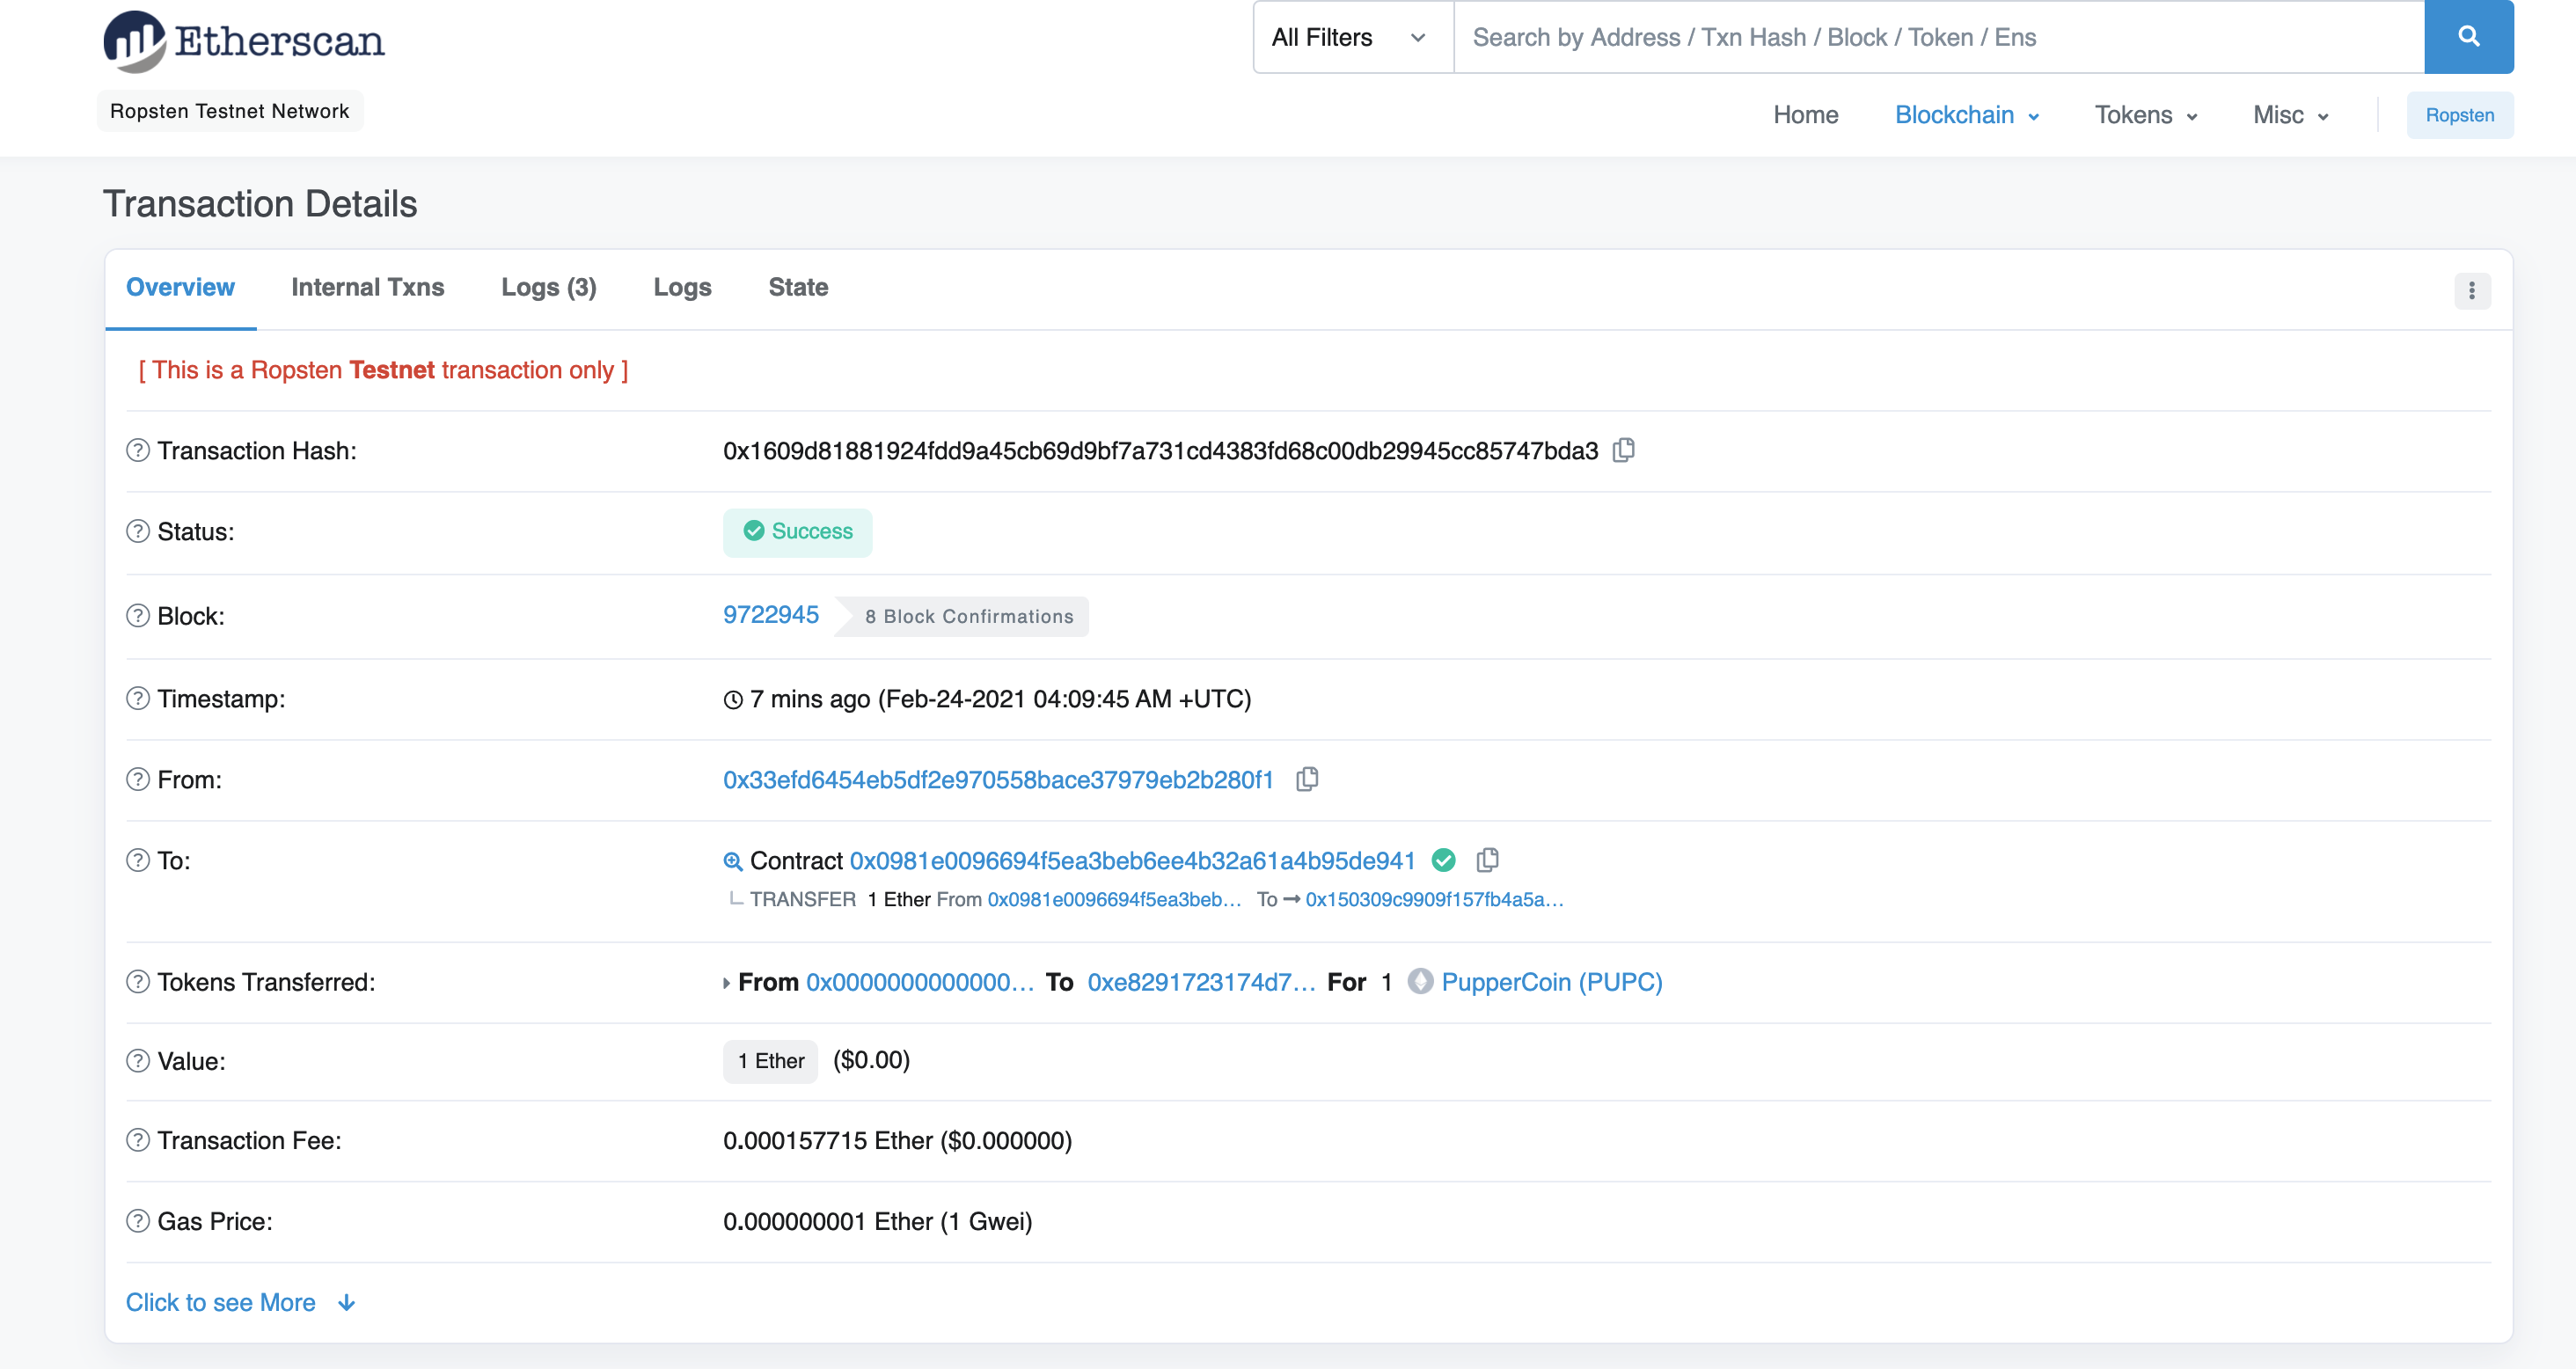 Etherscan
All Filters
Search by Address / Txn Hash / Block / Token / Ens
Ropsten Testnet Network
Home Blockchain Tokens Misc Ropsten
Transaction Details
Overview Internal Txns Logs (3) Logs State
[ This is a Ropsten Testnet transaction only ]
Transaction Hash: 0x1609d81881924fdd9a45cb69d9bf7a731cd4383fd68c00db29945cc85747bda3
Status: Success
Block: 9722945 8 Block Confirmations
Timestamp: 7 mins ago (Feb-24-2021 04:09:45 AM +UTC)
From: 0x33efd6454eb5df2e970558bace37979eb2b280f1
To: Contract 0x0981e0096694f5ea3beb6ee4b32a61a4b95de941
TRANSFER 1 Ether From 0x0981e0096694f5ea3beb... To → 0x150309c9909f157fb4a5a...
Tokens Transferred: From 0x0000000000000... To 0xe8291723174d7... For 1 PupperCoin (PUPC)
Value: 1 Ether ($0.00)
Transaction Fee: 0.000157715 Ether ($0.000000)
Gas Price: 0.000000001 Ether (1 Gwei)
Click to see More ↓